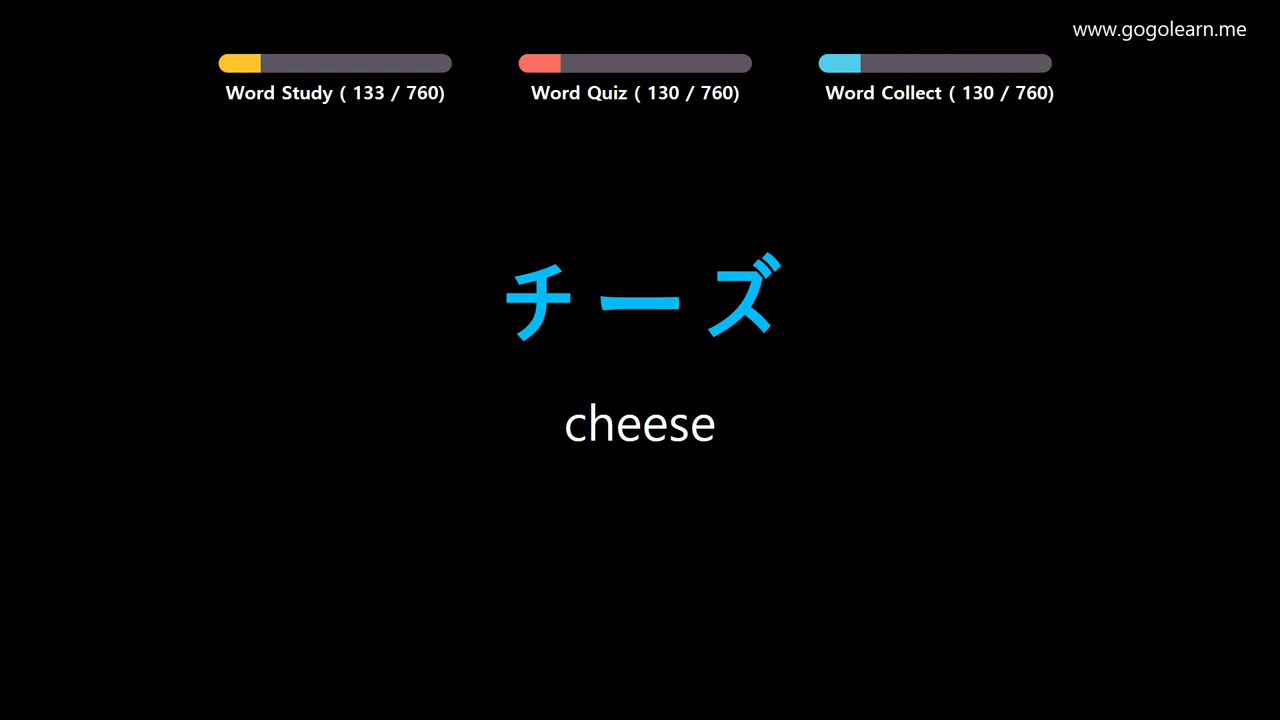 www.gogolearn.me
Word Study ( 133 / 760)
Word Quiz ( 130 / 760)
Word Collect ( 130 / 760)
チーズ
cheese